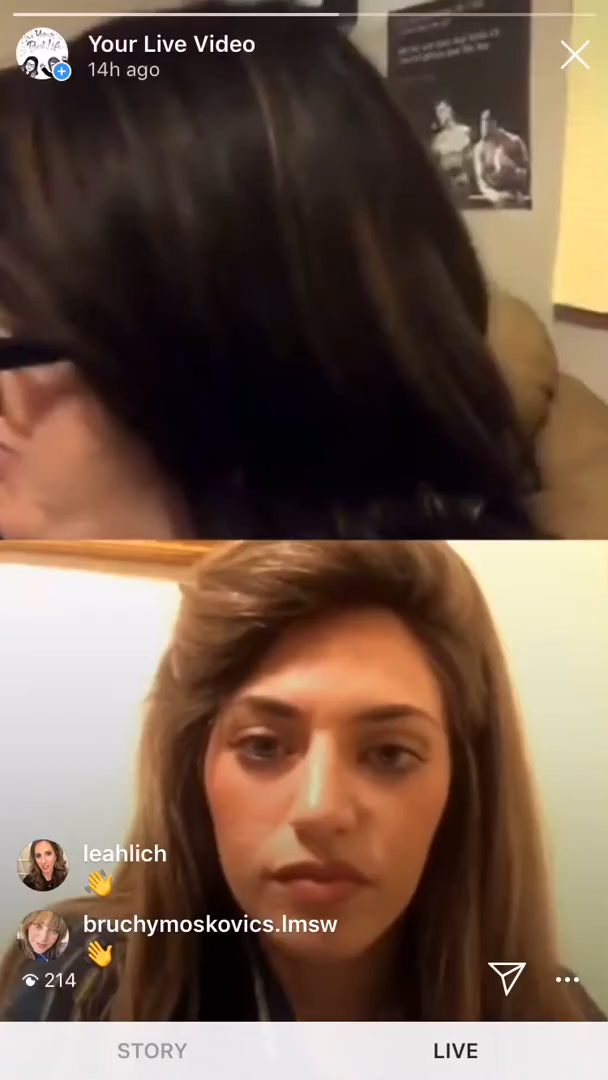 Your Live Video
14h ago
leahlich
👋
bruchymoskovics.lmsw
👋
214
STORY
LIVE